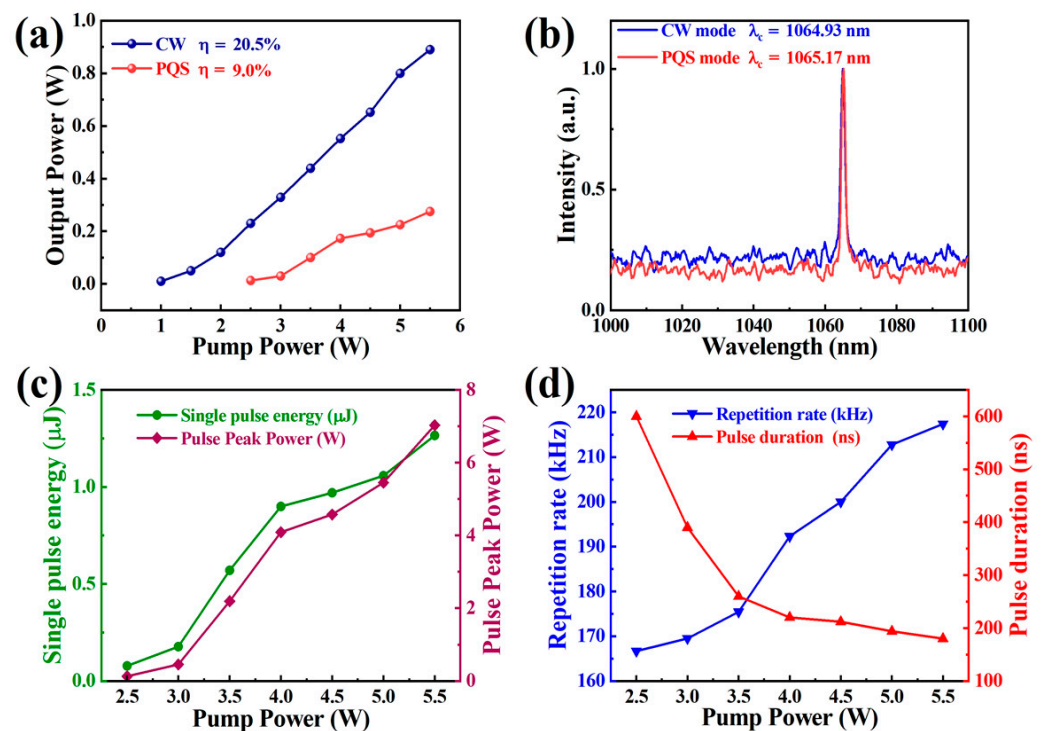 (a)
CW η = 20.5%
PQS η = 9.0%
Output Power (W)
1.0
0.8
0.6
0.4
0.2
0.0
0 1 2 3 4 5 6
Pump Power (W)
(b)
CW mode λc = 1064.93 nm
PQS mode λc = 1065.17 nm
Intensity (a.u.)
1.0
0.5
0.0
1000 1020 1040 1060 1080 1100
Wavelength (nm)
(c)
Single pulse energy (μJ)
Pulse Peak Power (W)
Single pulse energy (μJ)
1.5
1.0
0.5
0.0
2.5 3.0 3.5 4.0 4.5 5.0 5.5
Pump Power (W)
8
6
4
2
0
Pulse Peak Power (W)
(d)
Repetition rate (kHz)
Pulse duration (ns)
Repetition rate (kHz)
220
210
200
190
180
170
160
2.5 3.0 3.5 4.0 4.5 5.0 5.5
Pump Power (W)
600
500
400
300
200
100
Pulse duration (ns)